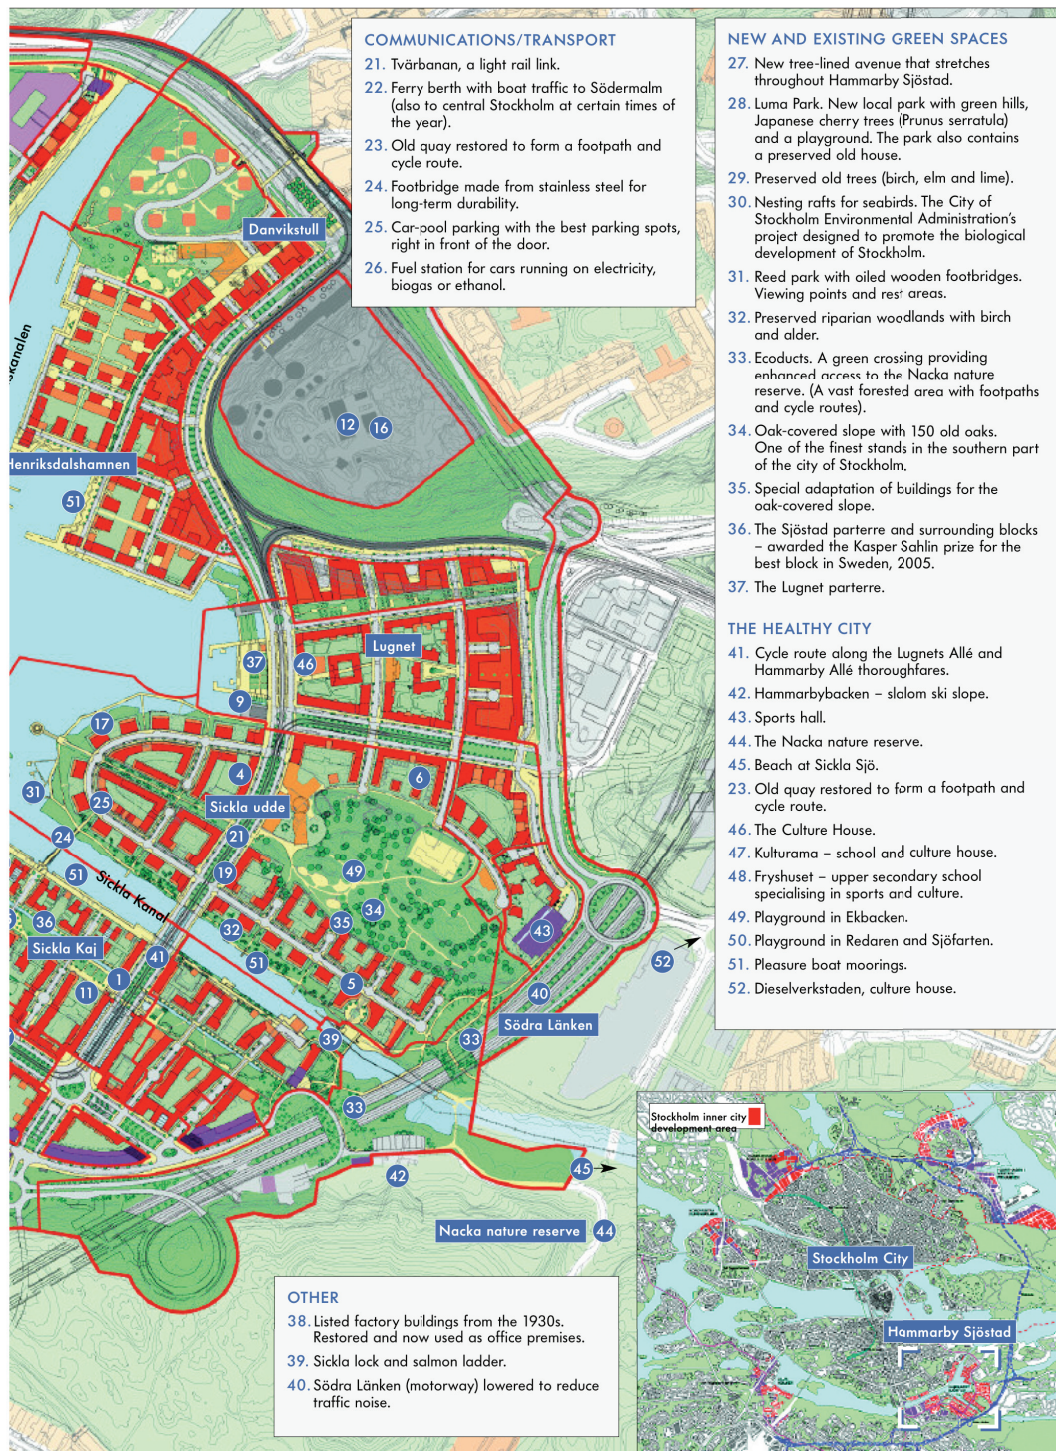 COMMUNICATIONS/TRANSPORT
21. Tvärbanan, a light rail link.
22. Ferry berth with boat traffic to Södermalm
(also to central Stockholm at certain times of
the year).
23. Old quay restored to form a footpath and
cycle route.
24. Footbridge made from stainless steel for
long-term durability.
25. Car-pool parking with the best parking spots,
right in front of the door.
26. Fuel station for cars running on electricity,
biogas or ethanol.
NEW AND EXISTING GREEN SPACES
27. New tree-lined avenue that stretches
throughout Hammarby Sjöstad.
28. Luma Park. New local park with green hills,
Japanese cherry trees (Prunus serratula)
and a playground. The park also contains
a preserved old house.
29. Preserved old trees (birch, elm and lime).
30. Nesting rafts for seabirds. The City of
Stockholm Environmental Administration's
project designed to promote the biological
development of Stockholm.
31. Reed park with oiled wooden footbridges.
Viewing points and rest areas.
32. Preserved riparian woodlands with birch
and alder.
33. Ecoducts. A green crossing providing
enhanced access to the Nacka nature
reserve. (A vast forested area with footpaths
and cycle routes).
34. Oak-covered slope with 150 old oaks.
One of the finest stands in the southern part
of the city of Stockholm.
35. Special adaptation of buildings for the
oak-covered slope.
36. The Sjöstad parterre and surrounding blocks
– awarded the Kasper Sahlin prize for the
best block in Sweden, 2005.
37. The Lugnet parterre.
THE HEALTHY CITY
41. Cycle route along the Lugnets Allé and
Hammarby Allé thoroughfares.
42. Hammarbybacken – slalom ski slope.
43. Sports hall.
44. The Nacka nature reserve.
45. Beach at Sickla Sjö.
23. Old quay restored to form a footpath and
cycle route.
46. The Culture House.
47. Kulturama – school and culture house.
48. Fryshuset – upper secondary school
specialising in sports and culture.
49. Playground in Ekbacken.
50. Playground in Redaren and Sjöfarten.
51. Pleasure boat moorings.
52. Dieselverkstaden, culture house.
Danvikstull
skanalen
12
16
Henriksdalshamnen
51
Lugnet
37
46
9
17
4
6
31
25
Sickla udde
24
21
51
19
49
Sickla Kanal
34
36
32
35
43
Sickla Kaj
41
51
52
1
11
5
40
39
33
Södra Länken
33
42
45
Nacka nature reserve
44
OTHER
38. Listed factory buildings from the 1930s.
Restored and now used as office premises.
39. Sickla lock and salmon ladder.
40. Södra Länken (motorway) lowered to reduce
traffic noise.
Stockholm inner city
development area
Stockholm City
Hammarby Sjöstad